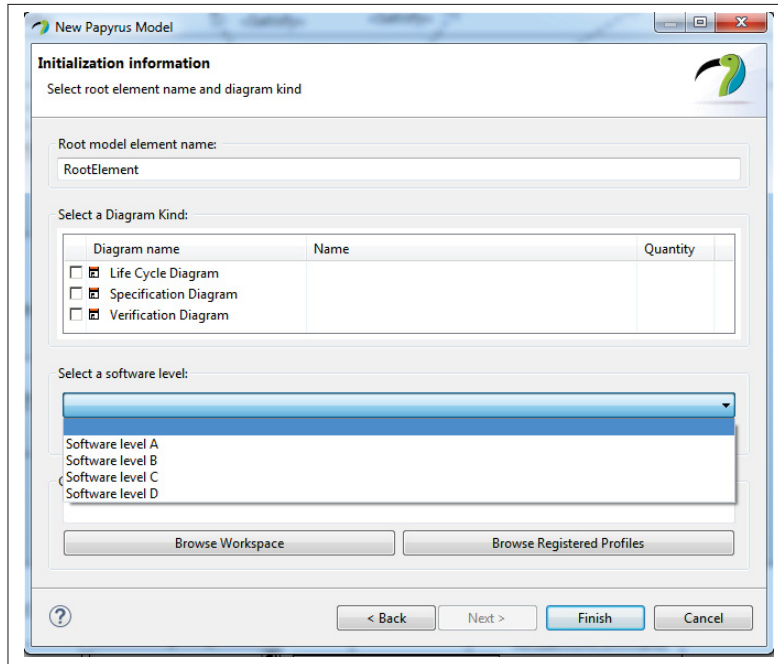 New Papyrus Model
Initialization information
Select root element name and diagram kind
Root model element name:
RootElement
Select a Diagram Kind:
Diagram name Name Quantity
Life Cycle Diagram
Specification Diagram
Verification Diagram
Select a software level:
Software level A
Software level B
Software level C
Software level D
Browse Workspace Browse Registered Profiles
? < Back Next > Finish Cancel